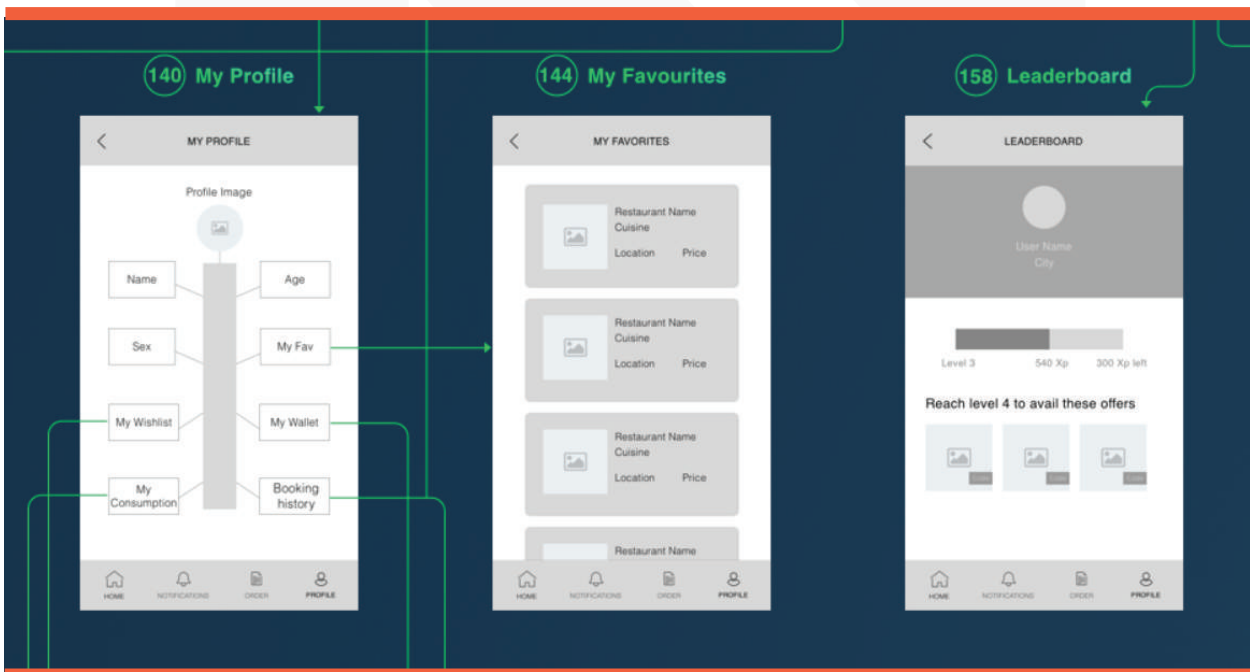 140 My Profile
MY PROFILE
Profile Image
Name
Age
Sex
My Fav
My Wishlist
My Wallet
My
Consumption
Booking
history
HOME
NOTIFICATIONS
ORDER
PROFILE
144 My Favourites
MY FAVORITES
Restaurant Name
Cuisine
Location Price
Restaurant Name
Cuisine
Location Price
Restaurant Name
Cuisine
Location Price
Restaurant Name
HOME
NOTIFICATIONS
ORDER
PROFILE
158 Leaderboard
LEADERBOARD
User Name
City
Level 3 540 Xp 300 Xp left
Reach level 4 to avail these offers
HOME
NOTIFICATIONS
ORDER
PROFILE